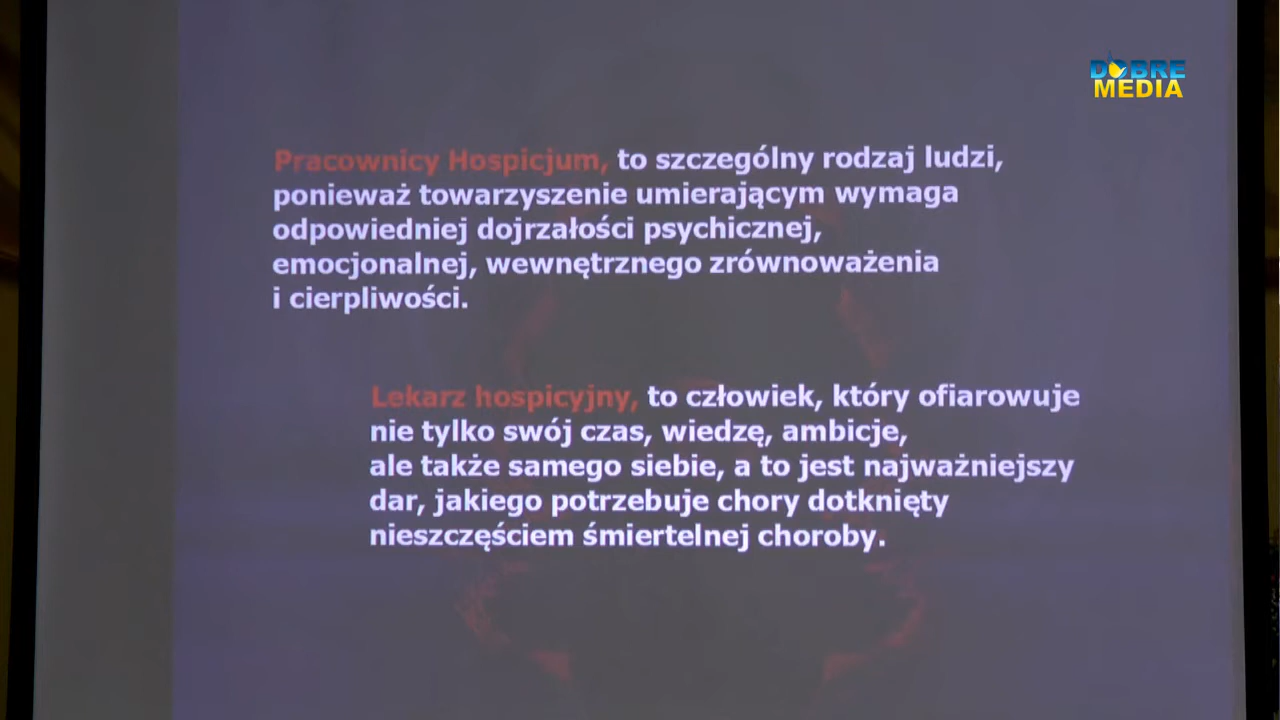 DOBRE
MEDIA
Pracownicy Hospicjum, to szczególny rodzaj ludzi,
ponieważ towarzyszenie umierającym wymaga
odpowiedniej dojrzałości psychicznej,
emocjonalnej, wewnętrznego zrównoważenia
i cierpliwości.
Lekarz hospicyjny, to człowiek, który ofiarowuje
nie tylko swój czas, wiedzę, ambicje,
ale także samego siebie, a to jest najważniejszy
dar, jakiego potrzebuje chory dotknięty
nieszczęściem śmiertelnej choroby.